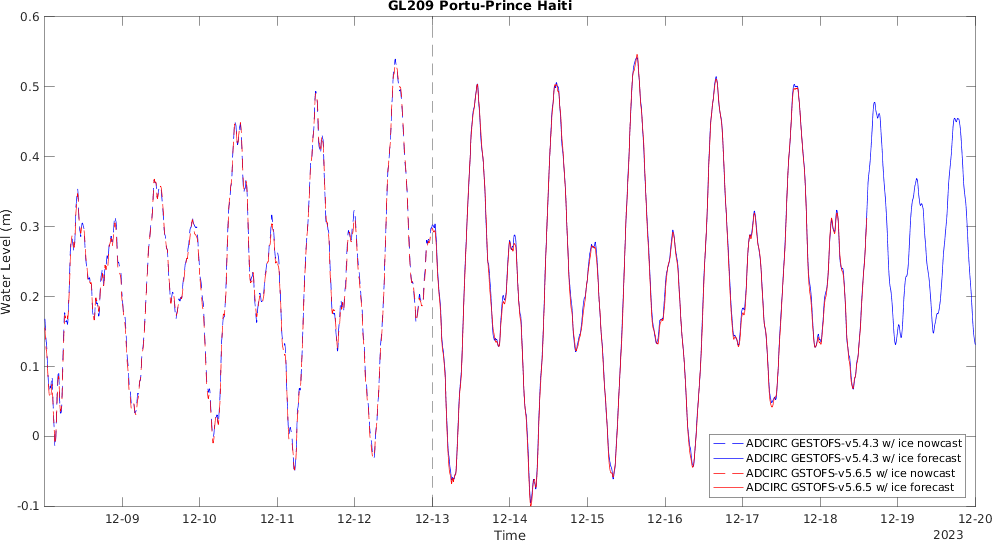 GL209 Portu-Prince Haiti
0.6
0.5
0.4
0.3
0.2
0.1
0
-0.1
Water Level (m)
12-09 12-10 12-11 12-12 12-13 12-14 12-15 12-16 12-17 12-18 12-19 12-20
Time
2023
ADCIRC GESTOFS-v5.4.3 w/ ice nowcast
ADCIRC GESTOFS-v5.4.3 w/ ice forecast
ADCIRC GSTOFS-v5.6.5 w/ ice nowcast
ADCIRC GSTOFS-v5.6.5 w/ ice forecast